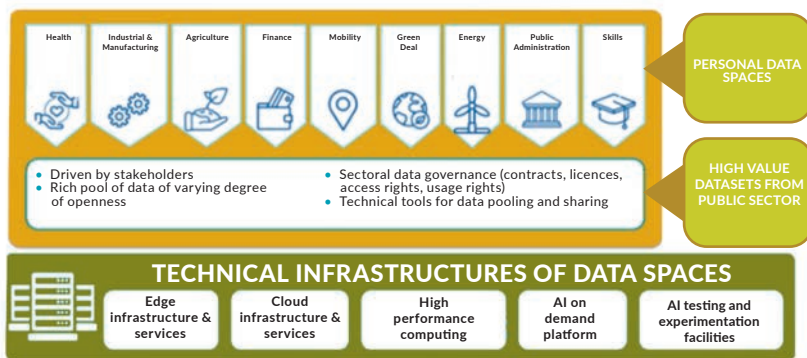 Health
Industrial &
Manufacturing
Agriculture
Finance
Mobility
Green
Deal
Energy
Public
Administration
Skills
PERSONAL DATA
SPACES
• Driven by stakeholders
• Rich pool of data of varying degree
of openness
• Sectoral data governance (contracts, licences,
access rights, usage rights)
• Technical tools for data pooling and sharing
HIGH VALUE
DATASETS FROM
PUBLIC SECTOR
TECHNICAL INFRASTRUCTURES OF DATA SPACES
Edge
infrastructure &
services
Cloud
infrastructure &
services
High
performance
computing
AI on
demand
platform
AI testing and
experimentation
facilities